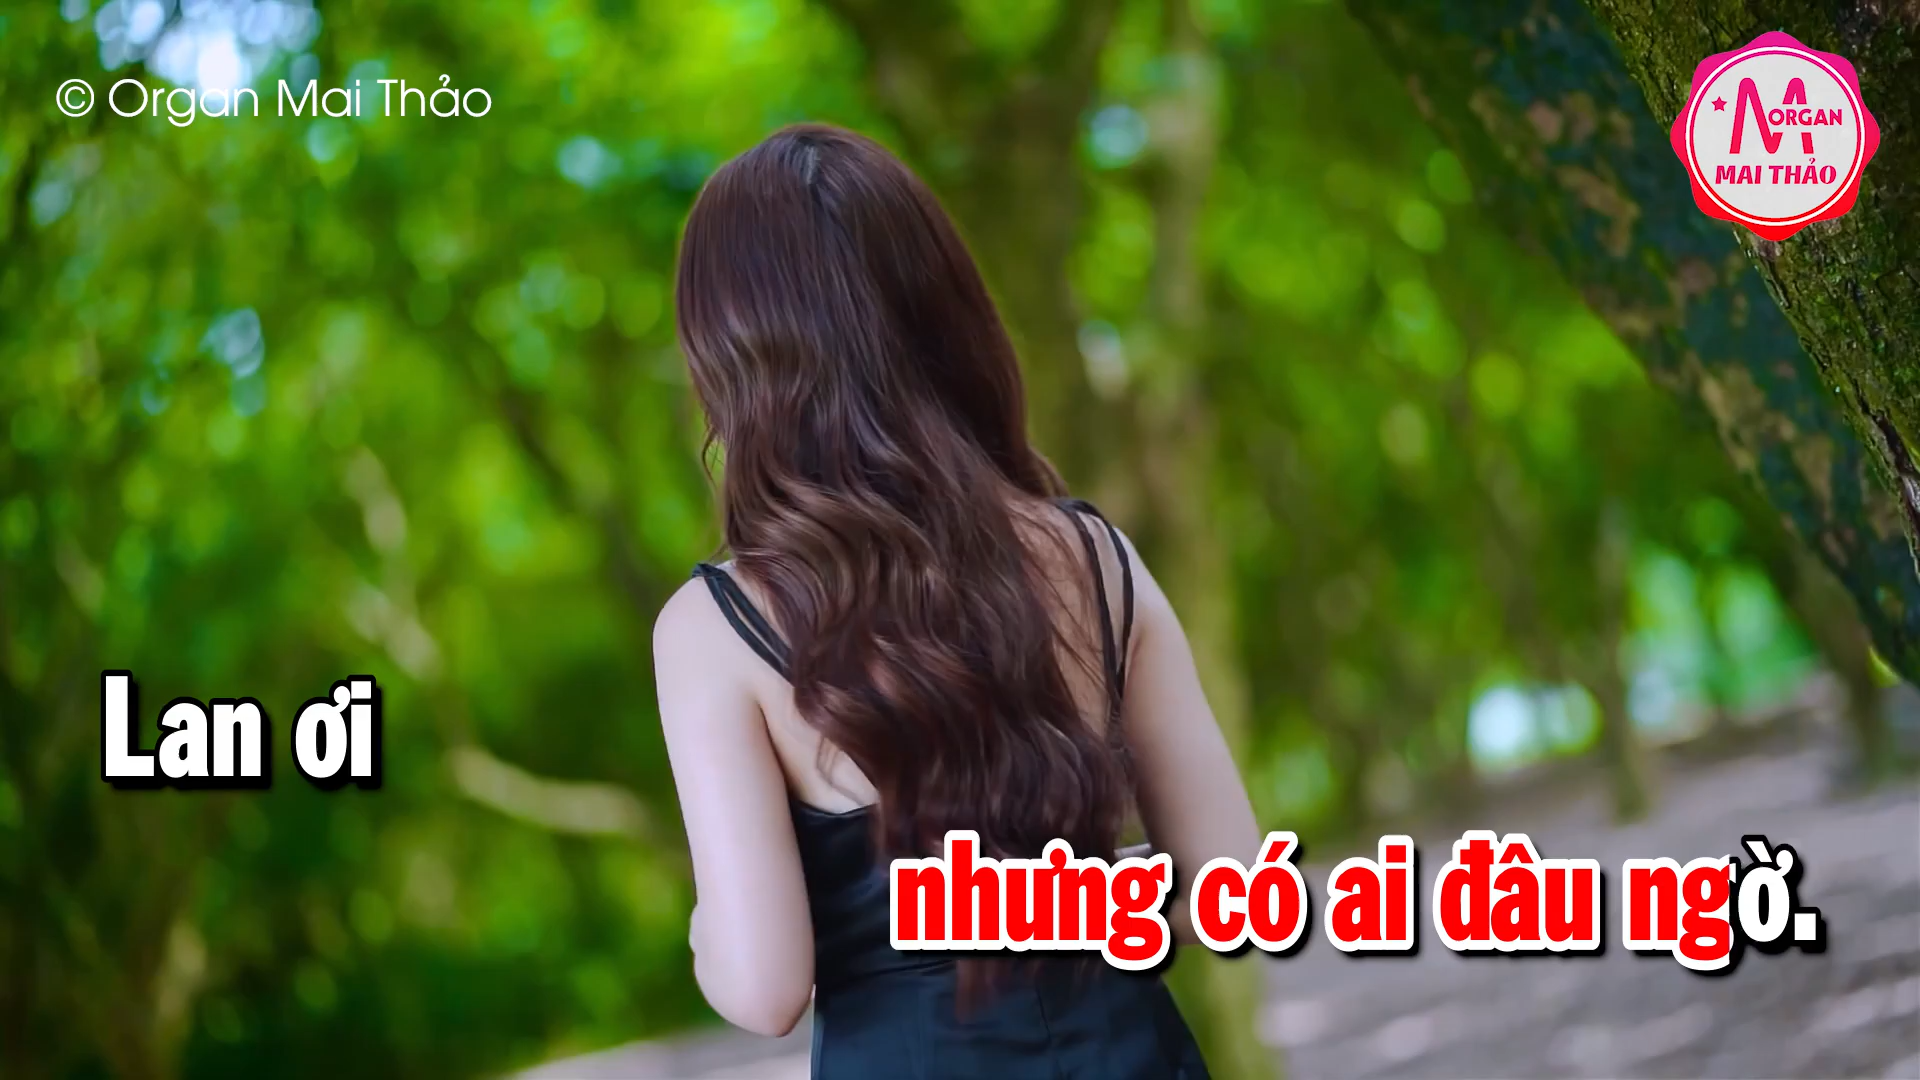 © Organ Mai Thảo
M ORGAN
MAI THẢO
Lan ơi
nhưng có ai đâu ngờ.